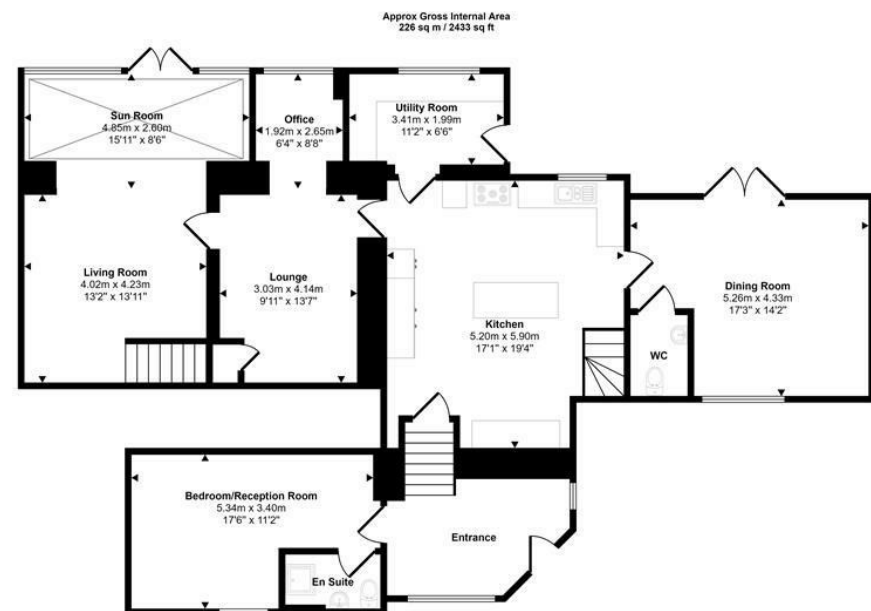 Approx Gross Internal Area
226 sq m / 2433 sq ft
Sun Room
4.85m x 2.60m
15'11" x 8'6"
Office
1.92m x 2.65m
6'4" x 8'8"
Utility Room
3.41m x 1.99m
11'2" x 6'6"
Living Room
4.02m x 4.23m
13'2" x 13'11"
Lounge
3.03m x 4.14m
9'11" x 13'7"
Kitchen
5.20m x 5.90m
17'1" x 19'4"
Dining Room
5.26m x 4.33m
17'3" x 14'2"
WC
Bedroom/Reception Room
5.34m x 3.40m
17'6" x 11'2"
En Suite
Entrance